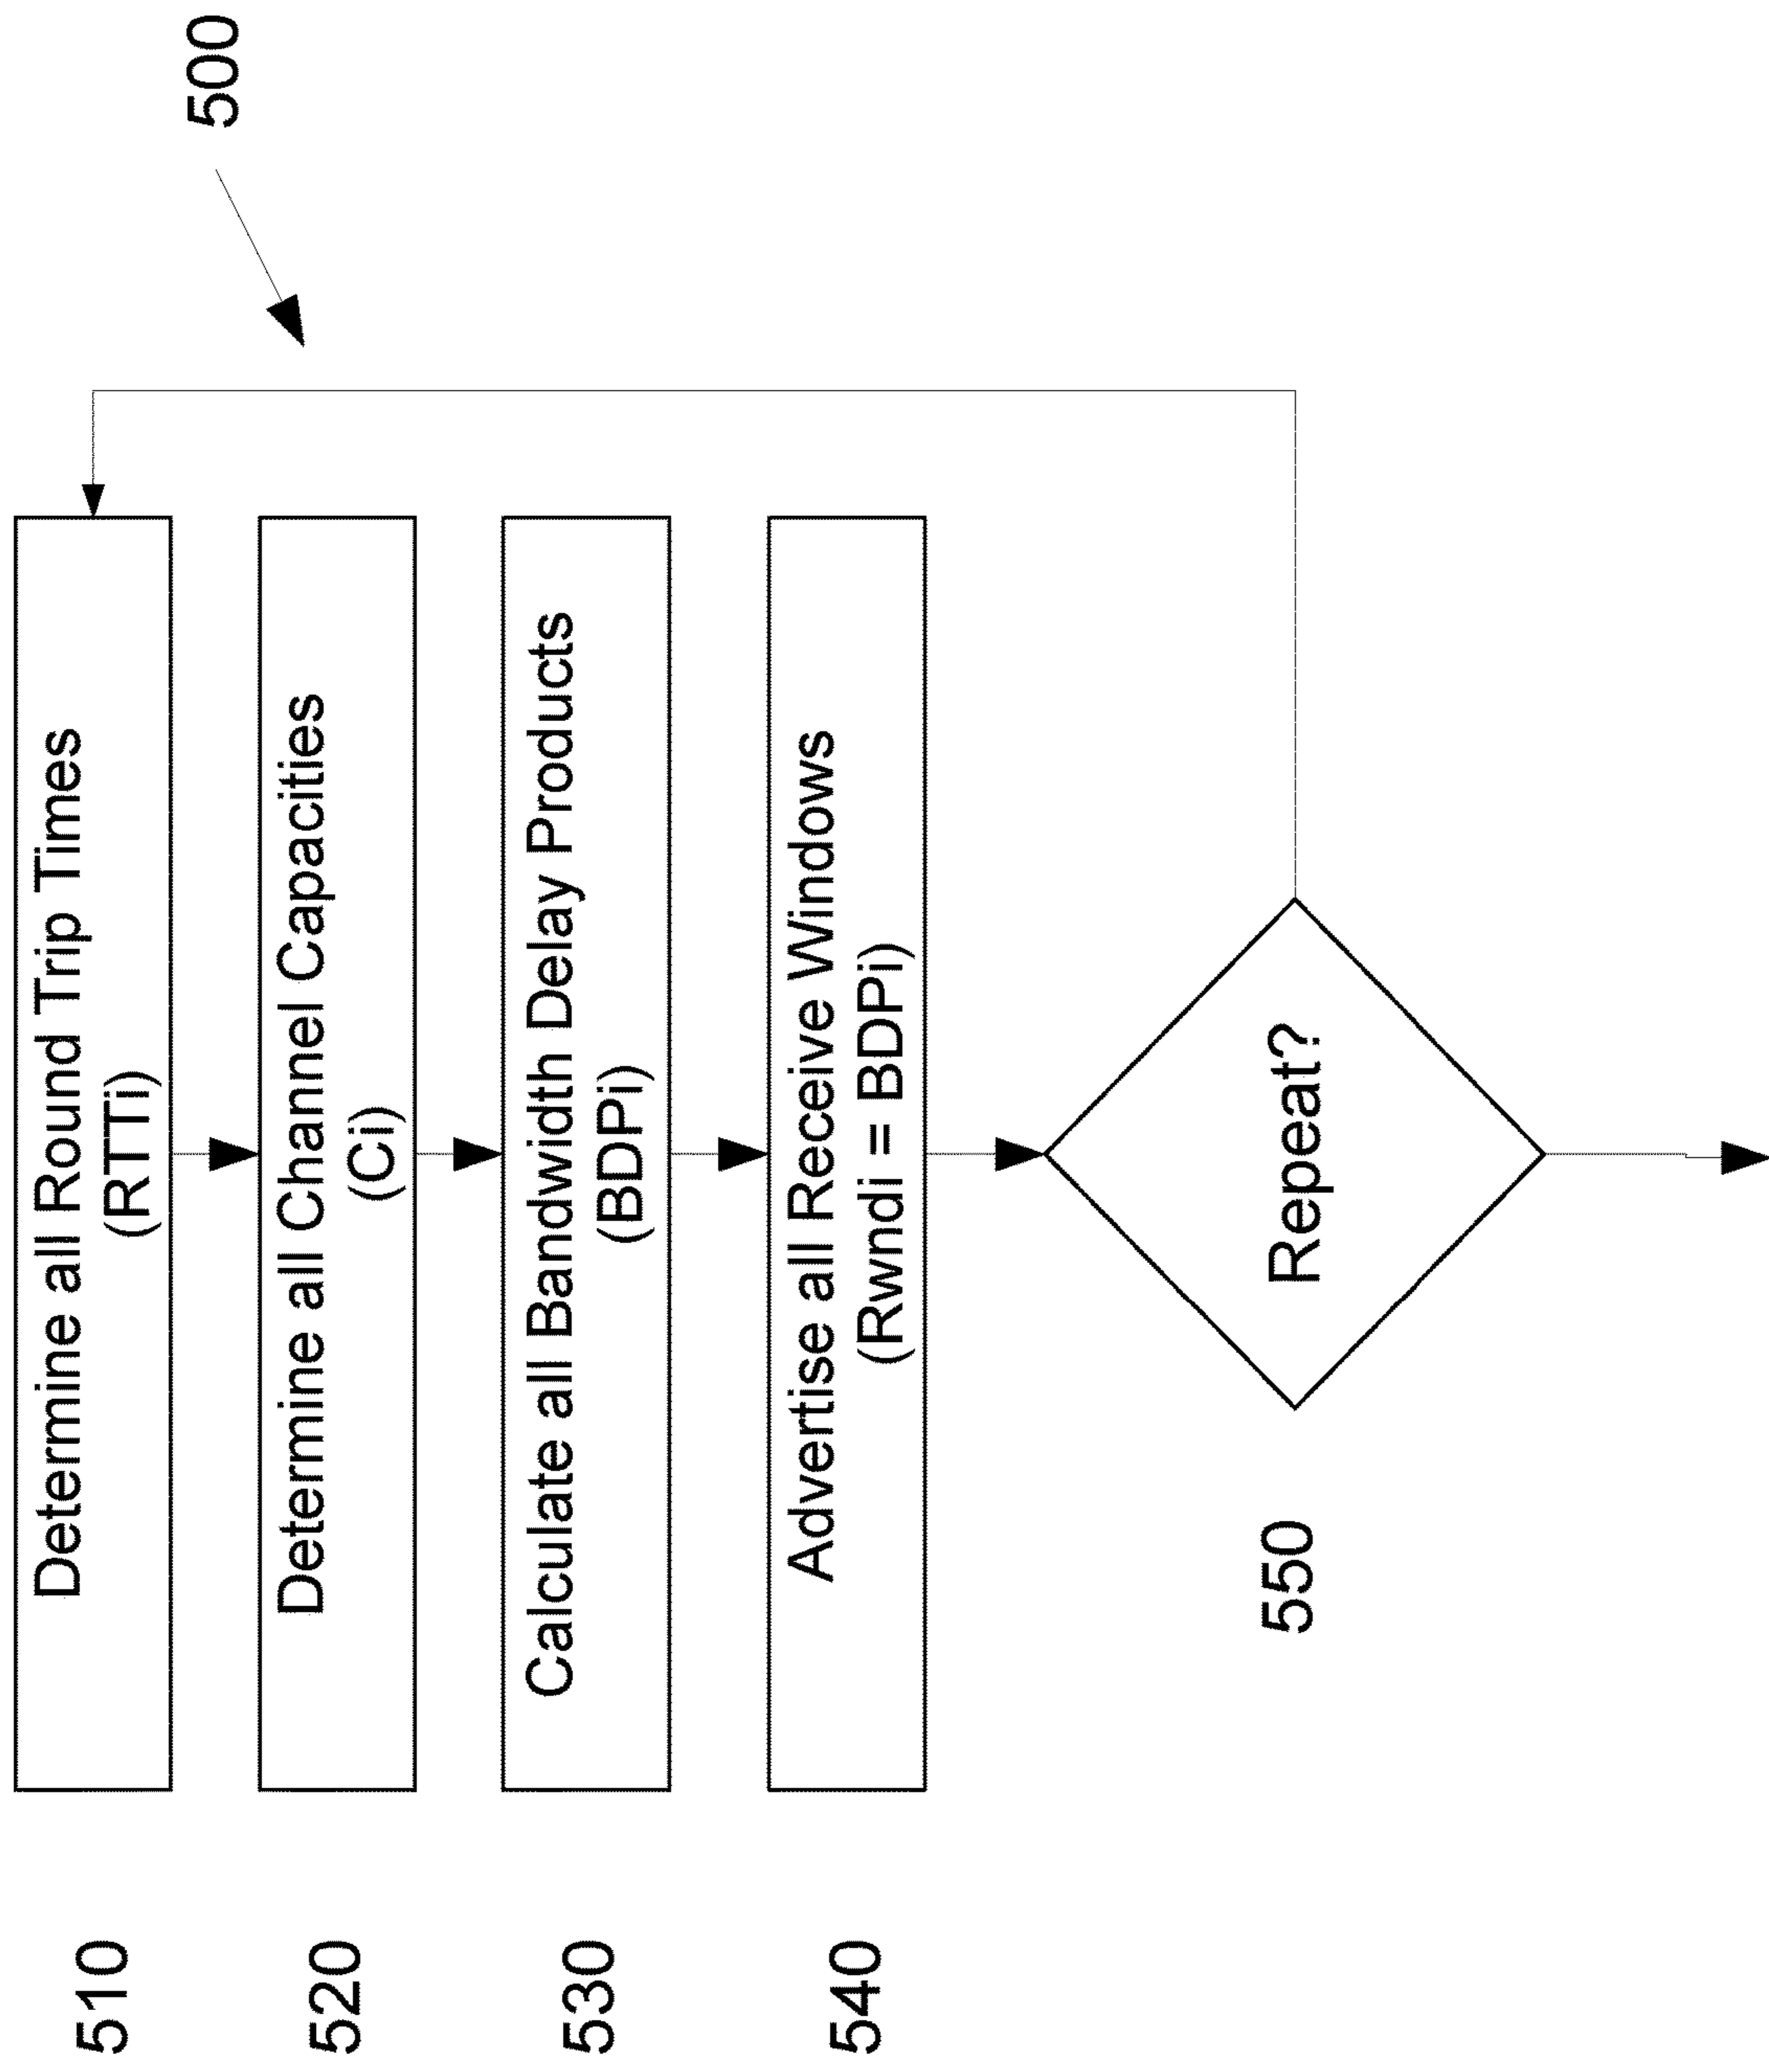 500
510
Determine all Round Trip Times
(RTTi)
520
Determine all Channel Capacities
(Ci)
530
Calculate all Bandwidth Delay Products
(BDPi)
540
Advertise all Receive Windows
(Rwndi = BDPi)
550
Repeat?